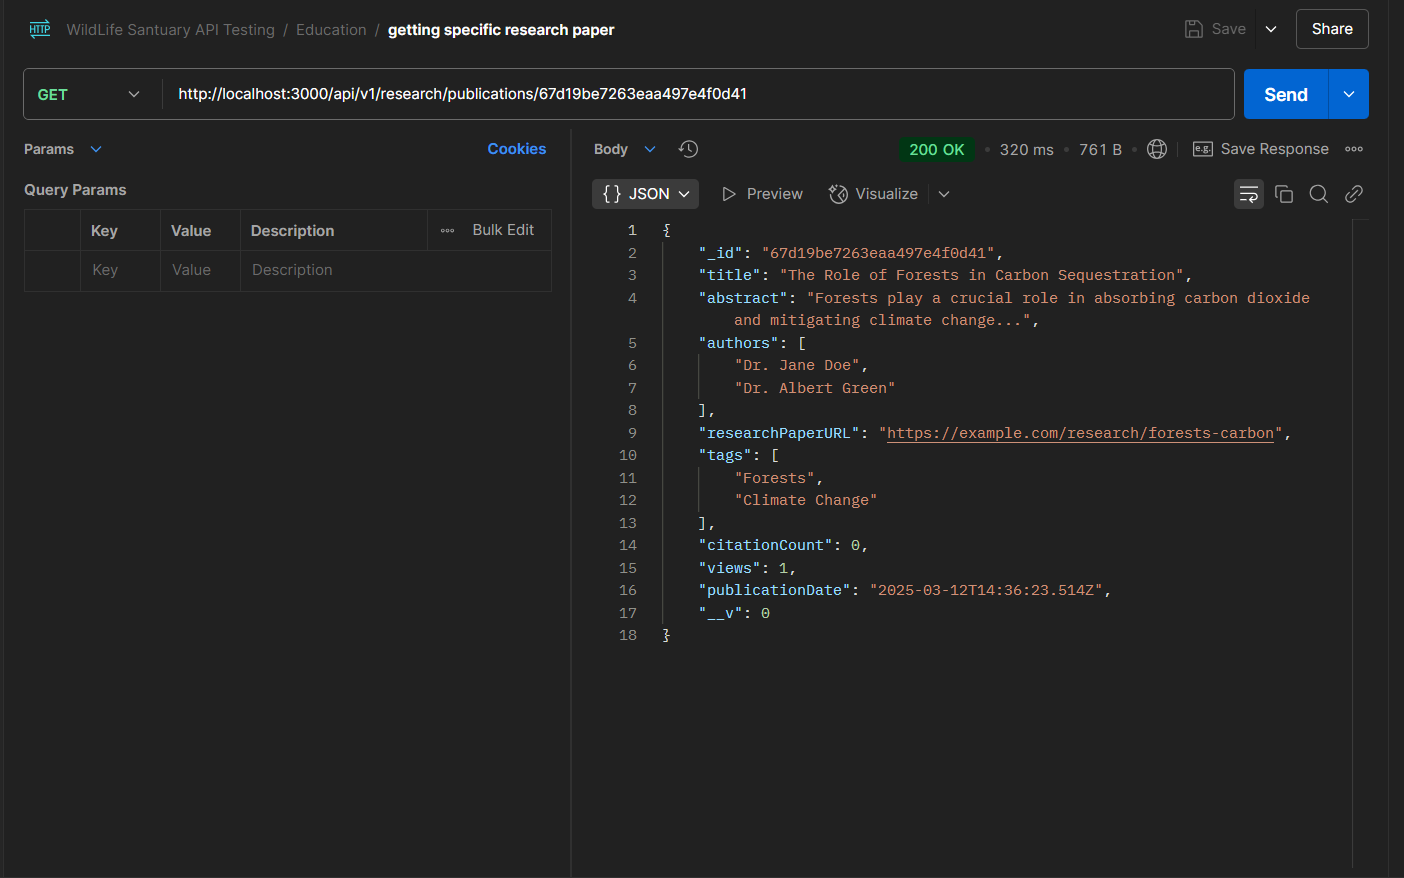 HTTP WildLife Santuary API Testing / Education / getting specific research paper Save Share
GET http://localhost:3000/api/v1/research/publications/67d19be7263eaa497e4f0d41 Send
Params Cookies
Query Params
Key Value Description ••• Bulk Edit
Key Value Description
Body 200 OK • 320 ms • 761 B • e.g. Save Response •••
{} JSON Preview Visualize
1 {
2 "_id": "67d19be7263eaa497e4f0d41",
3 "title": "The Role of Forests in Carbon Sequestration",
4 "abstract": "Forests play a crucial role in absorbing carbon dioxide
and mitigating climate change...",
5 "authors": [
6 "Dr. Jane Doe",
7 "Dr. Albert Green"
8 ],
9 "researchPaperURL": "https://example.com/research/forests-carbon",
10 "tags": [
11 "Forests",
12 "Climate Change"
13 ],
14 "citationCount": 0,
15 "views": 1,
16 "publicationDate": "2025-03-12T14:36:23.514Z",
17 "__v": 0
18 }